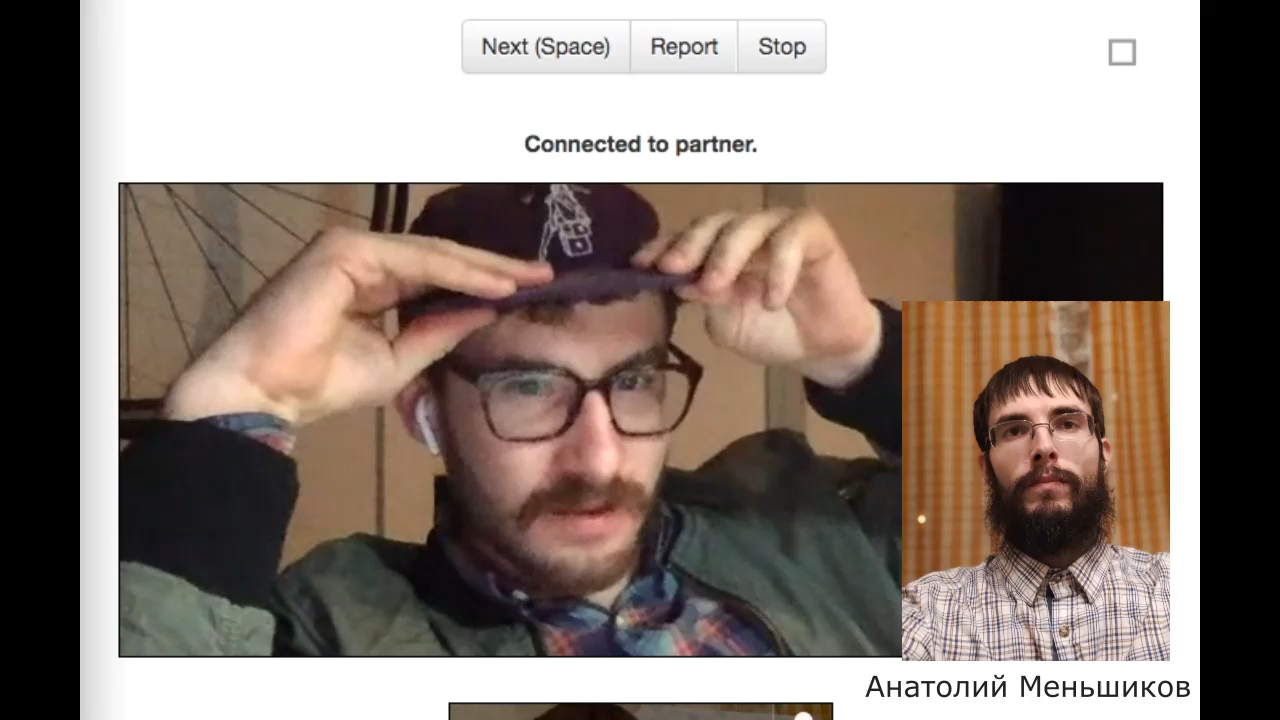 Next (Space) Report Stop
Connected to partner.
Анатолий Меньшиков